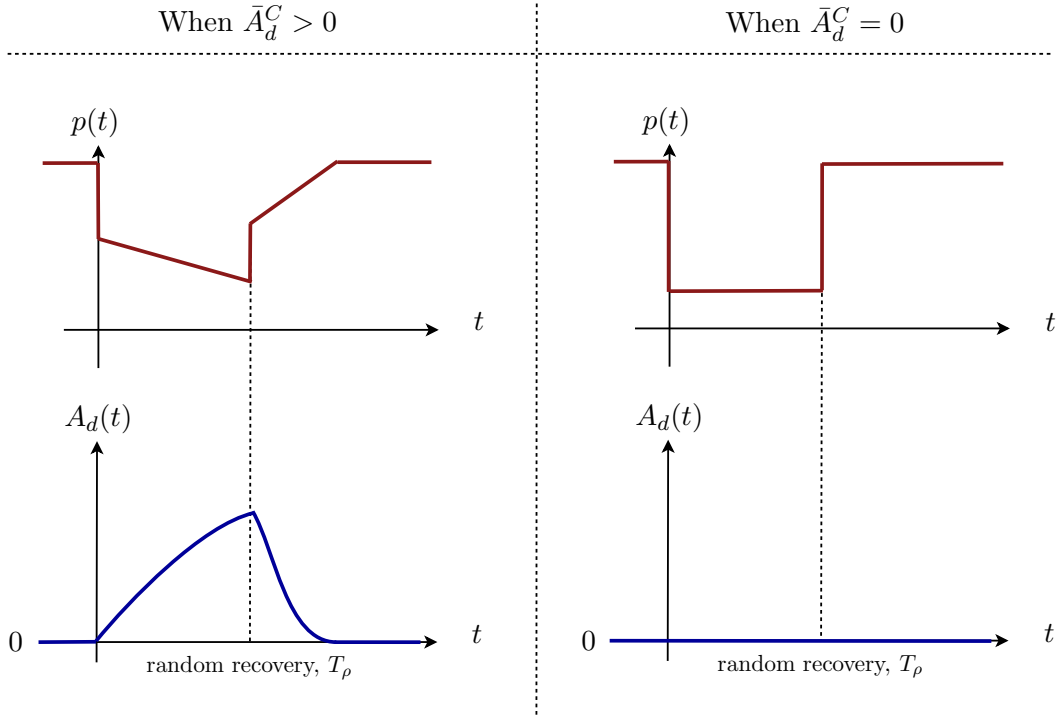 When $\bar{A}_d^C > 0$
When $\bar{A}_d^C = 0$
$p(t)$
$t$
$A_d(t)$
0
$t$
random recovery, $T_\rho$
$p(t)$
$t$
$A_d(t)$
0
$t$
random recovery, $T_\rho$